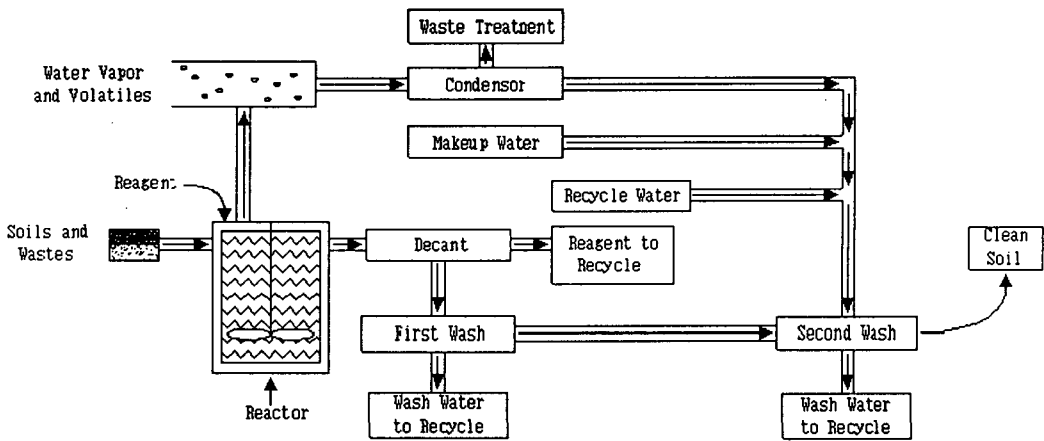 Waste Treatment
Water Vapor
and Volatiles
Condensor
Makeup Water
Reagent
Recycle Water
Soils and
Wastes
Decant
Reagent to
Recycle
Clean
Soil
First Wash
Second Wash
Reactor
Wash Water
to Recycle
Wash Water
to Recycle